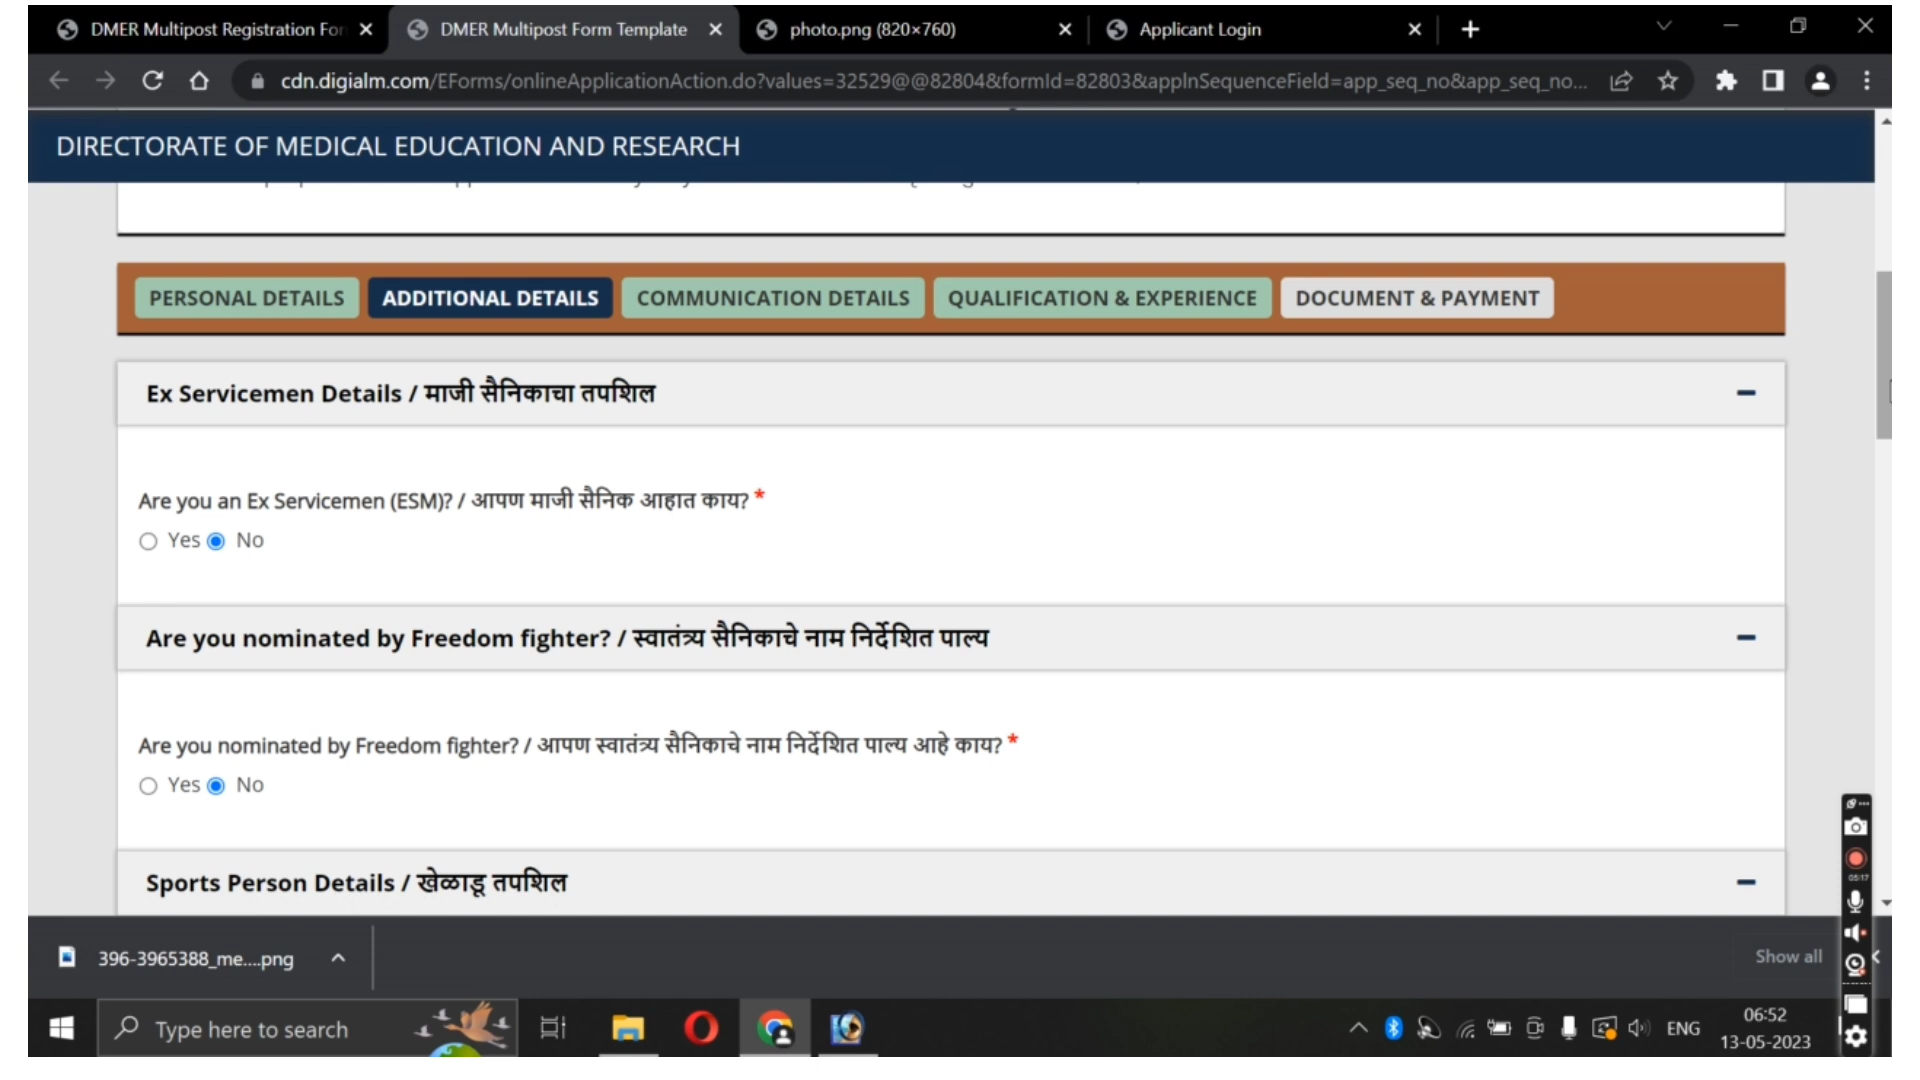 DMER Multipost Registration For
DMER Multipost Form Template
photo.png (820×760)
Applicant Login
cdn.digialm.com/EForms/onlineApplicationAction.do?values=32529@@82804&formId=82803&applnSequenceField=app_seq_no&app_seq_no...
DIRECTORATE OF MEDICAL EDUCATION AND RESEARCH
PERSONAL DETAILS
ADDITIONAL DETAILS
COMMUNICATION DETAILS
QUALIFICATION & EXPERIENCE
DOCUMENT & PAYMENT
Ex Servicemen Details / माजी सैनिकाचा तपशिल
Are you an Ex Servicemen (ESM)? / आपण माजी सैनिक आहात काय? *
Yes No
Are you nominated by Freedom fighter? / स्वातंत्र्य सैनिकाचे नाम निर्देशित पाल्य
Are you nominated by Freedom fighter? / आपण स्वातंत्र्य सैनिकाचे नाम निर्देशित पाल्य आहे काय? *
Yes No
Sports Person Details / खेळाडू तपशिल
05:17
396-3965388_me....png
Show all
Type here to search
ENG
06:52
13-05-2023